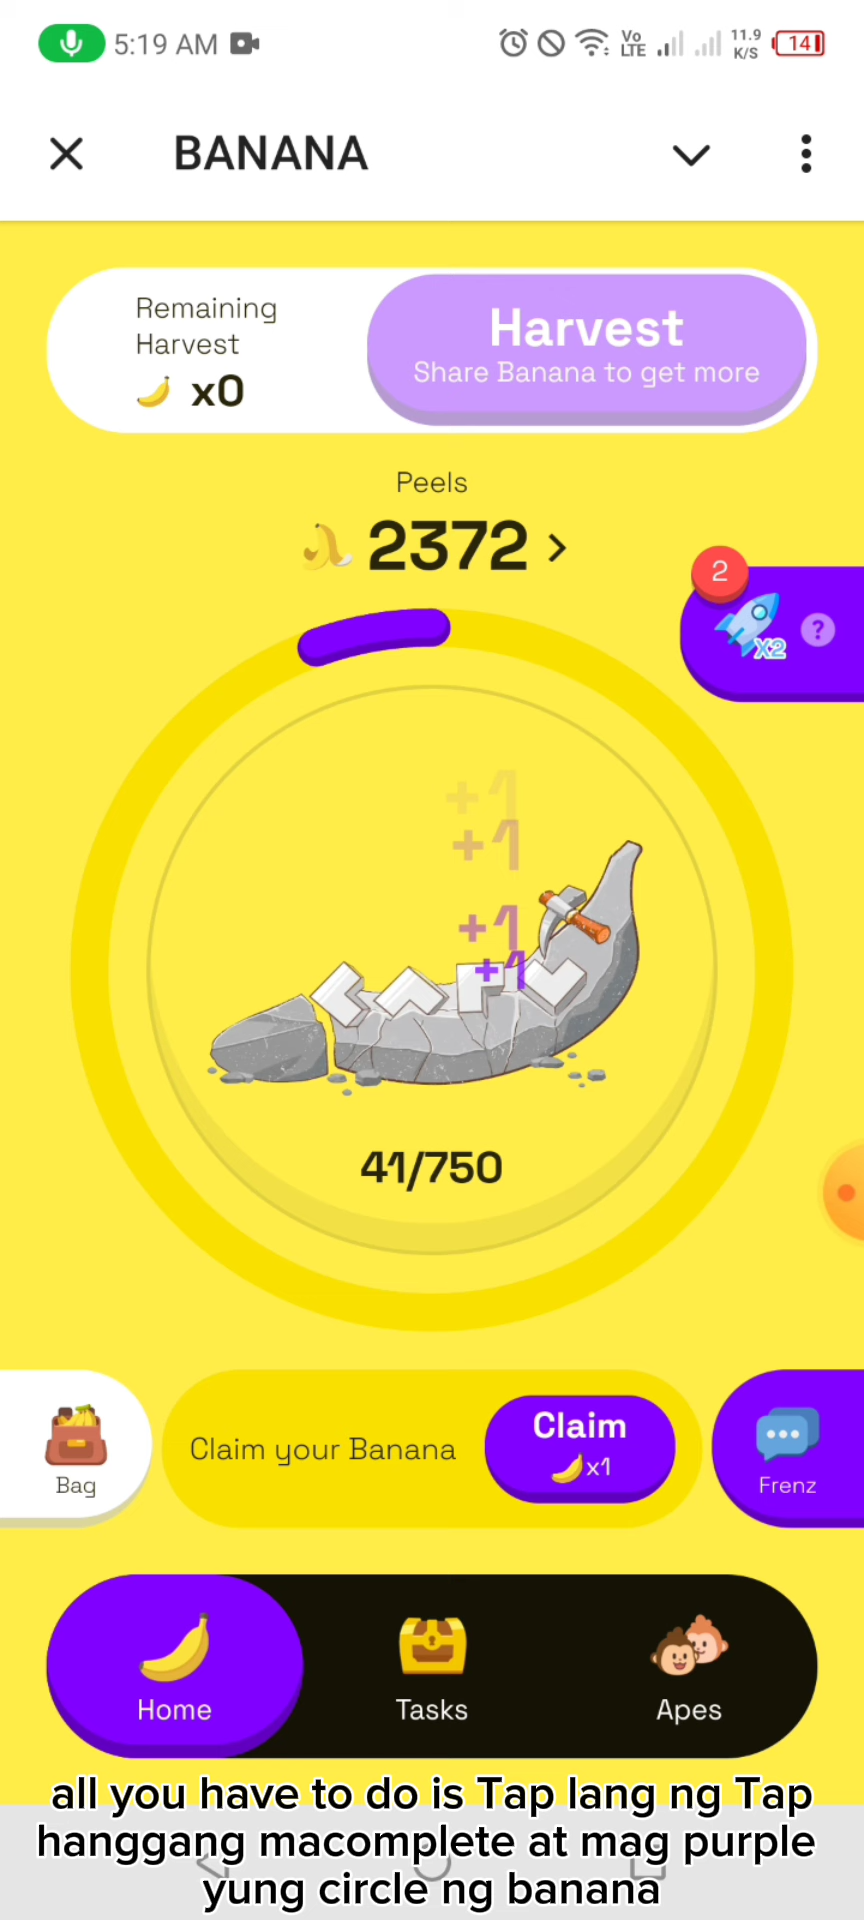 5:19 AM
Vo
LTE
11.9
K/S
14
BANANA
Remaining
Harvest
x0
Harvest
Share Banana to get more
Peels
2372
2
X2
?
+1
+1
+1
+1
41/750
Bag
Claim your Banana
Claim
x1
Frenz
Home
Tasks
Apes
all you have to do is Tap lang ng Tap
hanggang macomplete at mag purple
yung circle ng banana